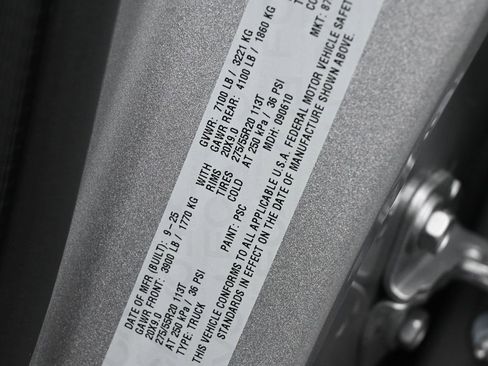 DATE OF MFR (BUILT): 9-25 GVWR: 7100 LB / 3221 KG
GAWR FRONT: 3900 LB / 1770 KG WITH GAWR REAR: 4100 LB / 1860 KG
20X9.0 RIMS 20X9.0
275/55R20 113T TIRES 275/55R20 113T
AT 250 kPa / 36 PSI COLD AT 250 kPa / 36 PSI
TYPE: TRUCK PAINT: PSC MDH: 090610 MKT:
THIS VEHICLE CONFORMS TO ALL APPLICABLE U.S.A. FEDERAL MOTOR VEHICLE SAFETY
STANDARDS IN EFFECT ON THE DATE OF MANUFACTURE SHOWN ABOVE.